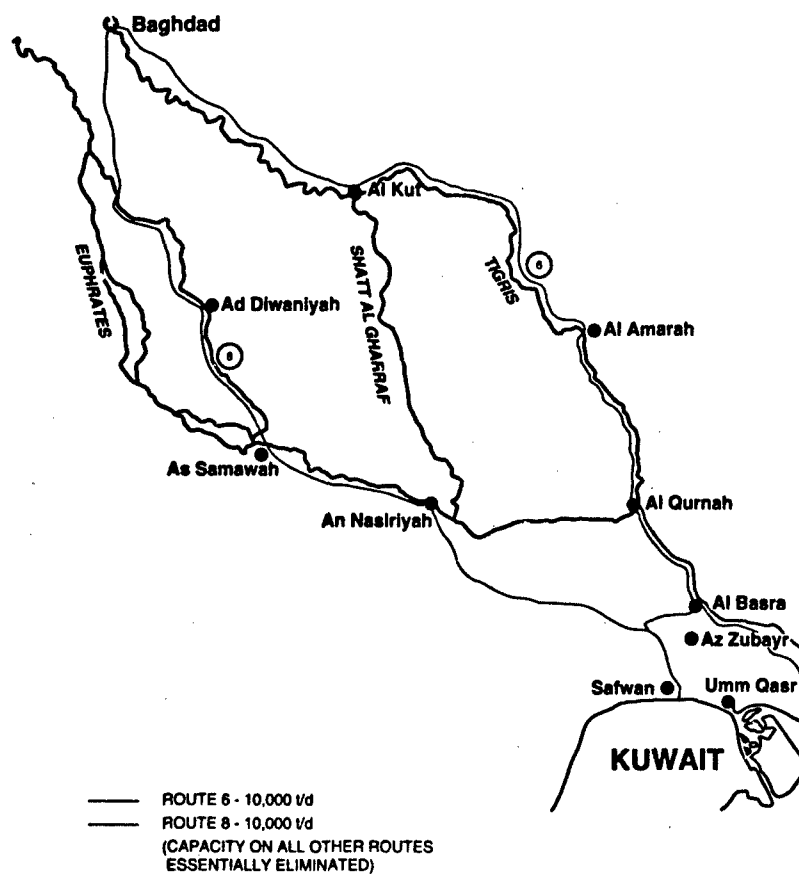 Baghdad
Al Kut
EUPHRATES
SHATT AL GHARRAF
TIGRIS
6
Ad Diwaniyah
Al Amarah
8
As Samawah
An Nasiriyah
Al Qurnah
Al Basra
Az Zubayr
Safwan
Umm Qasr
KUWAIT
ROUTE 6 - 10,000 t/d
ROUTE 8 - 10,000 t/d
(CAPACITY ON ALL OTHER ROUTES
ESSENTIALLY ELIMINATED)